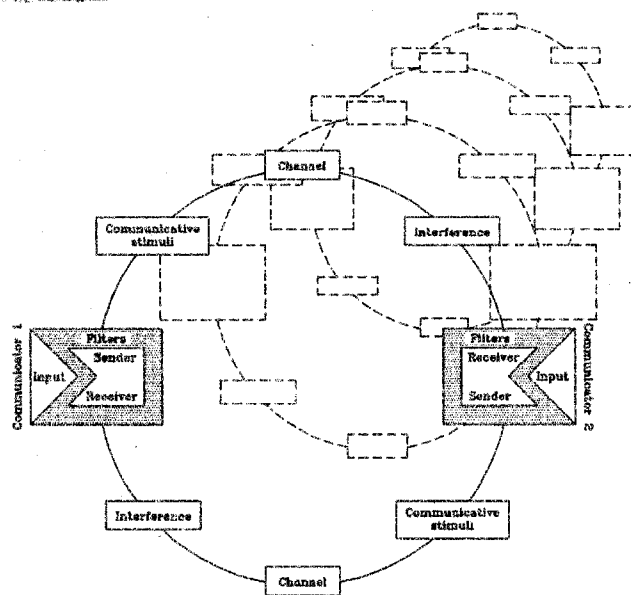 Channel
Communicative
stimuli
Interference
Communicator 1
Filters
Sender
Input
Receiver
Filters
Receiver
Input
Sender
Communicator 2
Interference
Communicative
stimuli
Channel